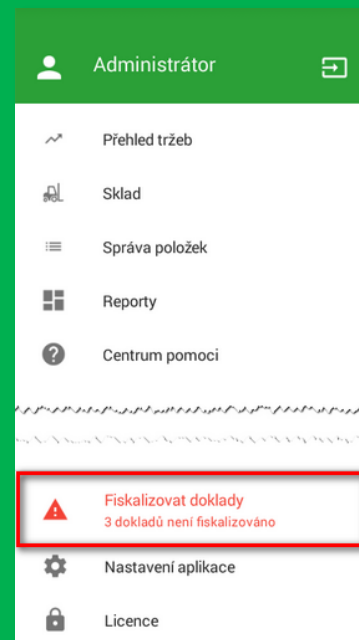 Administrátor
Přehled tržeb
Sklad
Správa položek
Reporty
Centrum pomoci
Fiskalizovat doklady
3 dokladů není fiskalizováno
Nastavení aplikace
Licence